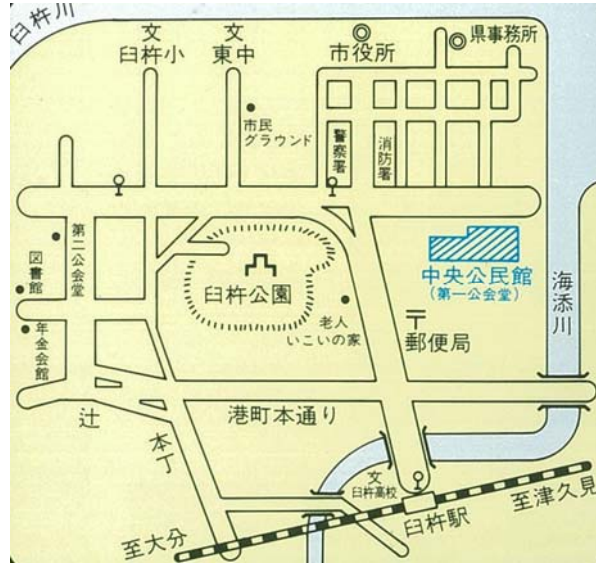 臼杵川
文
臼杵小
文
東中
市役所
県事務所
市民
グラウンド
警察署
消防署
第二公会堂
図書館
年金会館
臼杵公園
老人
いこいの家
中央公民館
(第一公会堂)
〒
郵便局
海添川
辻
本丁
港町本通り
文
臼杵高校
臼杵駅
至津久見
至大分